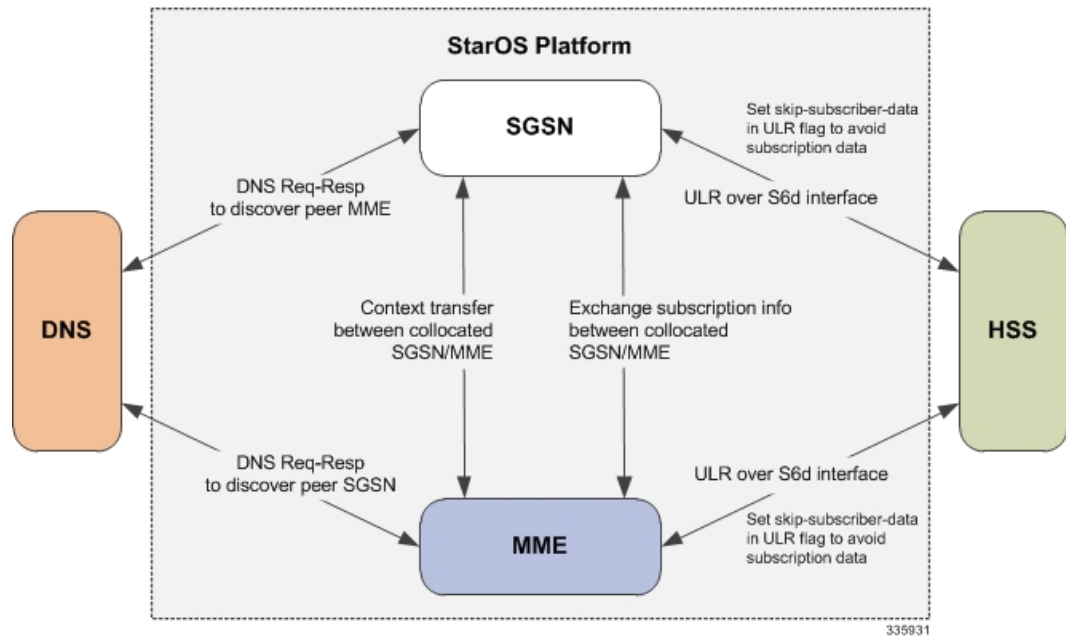 StarOS Platform
SGSN
Set skip-subscriber-data
in ULR flag to avoid
subscription data
DNS Req-Resp
to discover peer MME
ULR over S6d interface
DNS
Context transfer
between collocated
SGSN/MME
Exchange subscription info
between collocated
SGSN/MME
HSS
DNS Req-Resp
to discover peer SGSN
ULR over S6d interface
MME
Set skip-subscriber-data
in ULR flag to avoid
subscription data
335931